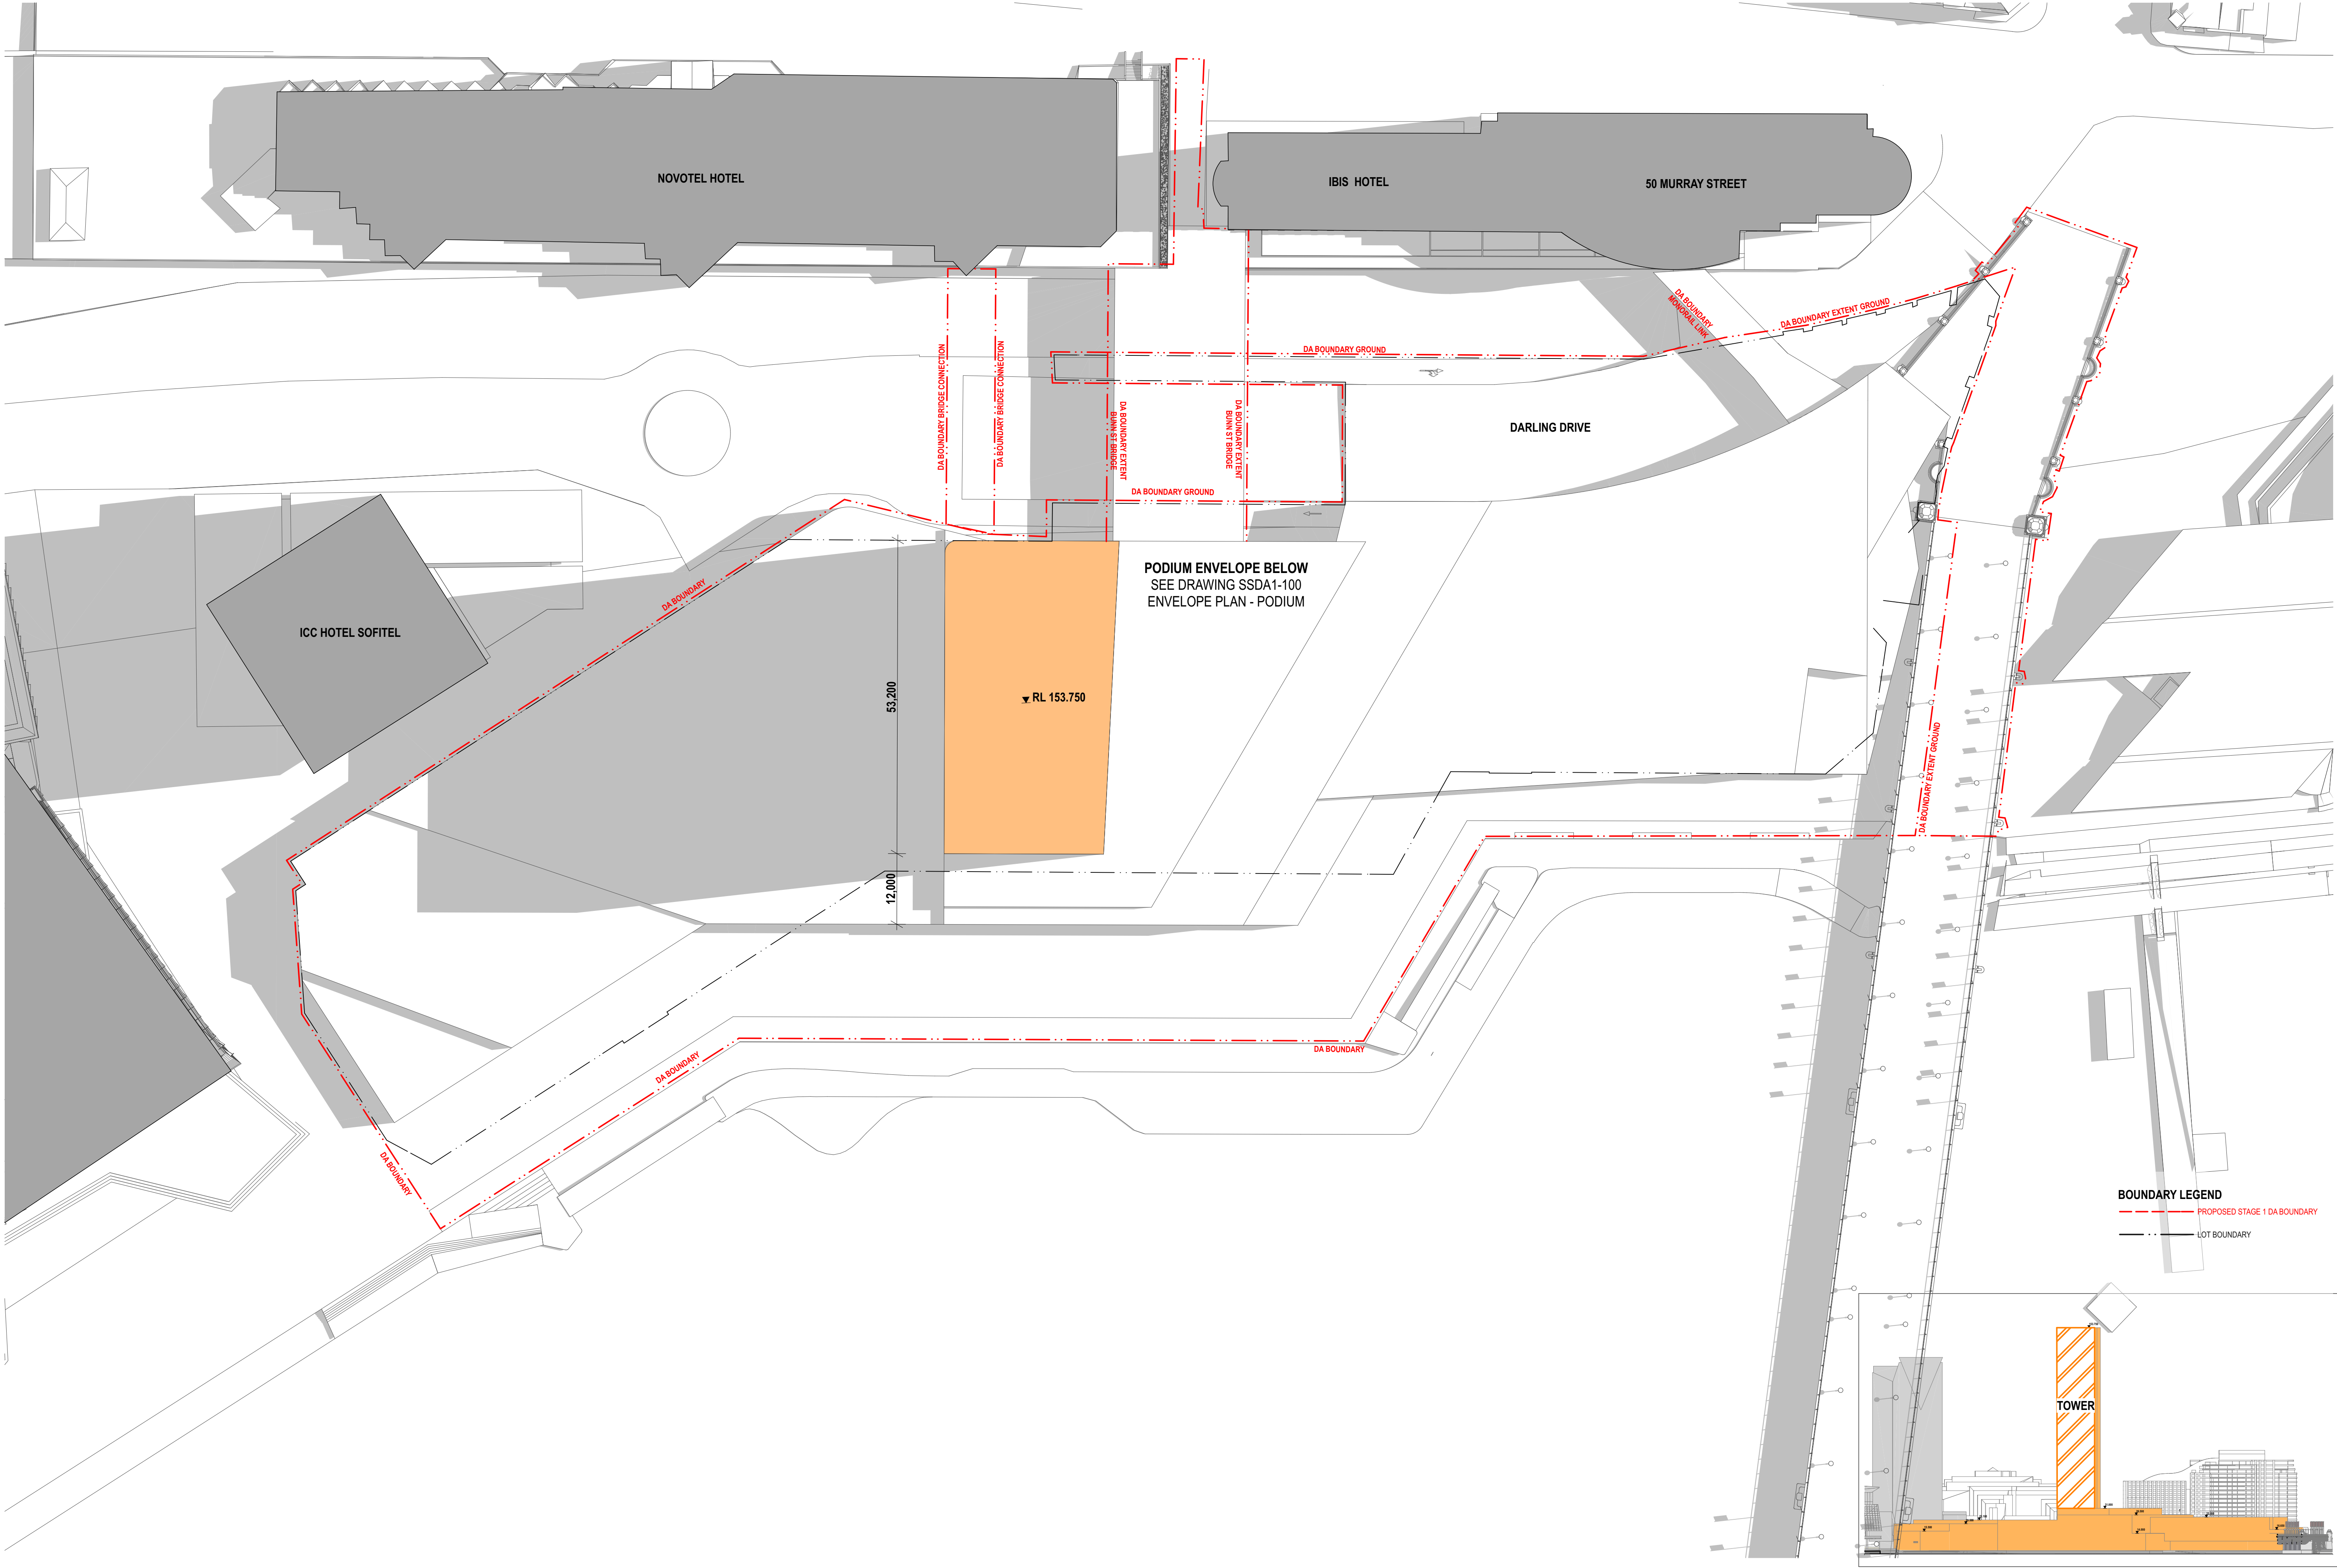 NOVOTEL HOTEL
IBIS HOTEL
50 MURRAY STREET
DA BOUNDARY
MONORAIL LINK
DA BOUNDARY EXTENT GROUND
DA BOUNDARY GROUND
DA BOUNDARY BRIDGE CONNECTION
DA BOUNDARY BRIDGE CONNECTION
DA BOUNDARY EXTENT
BUNN ST BRIDGE
DA BOUNDARY EXTENT
BUNN ST BRIDGE
DARLING DRIVE
DA BOUNDARY GROUND
PODIUM ENVELOPE BELOW
SEE DRAWING SSDA1-100
ENVELOPE PLAN - PODIUM
DA BOUNDARY
ICC HOTEL SOFITEL
53,200
RL 153.750
DA BOUNDARY EXTENT GROUND
12,000
DA BOUNDARY
DA BOUNDARY
DA BOUNDARY
BOUNDARY LEGEND
PROPOSED STAGE 1 DA BOUNDARY
LOT BOUNDARY
TOWER